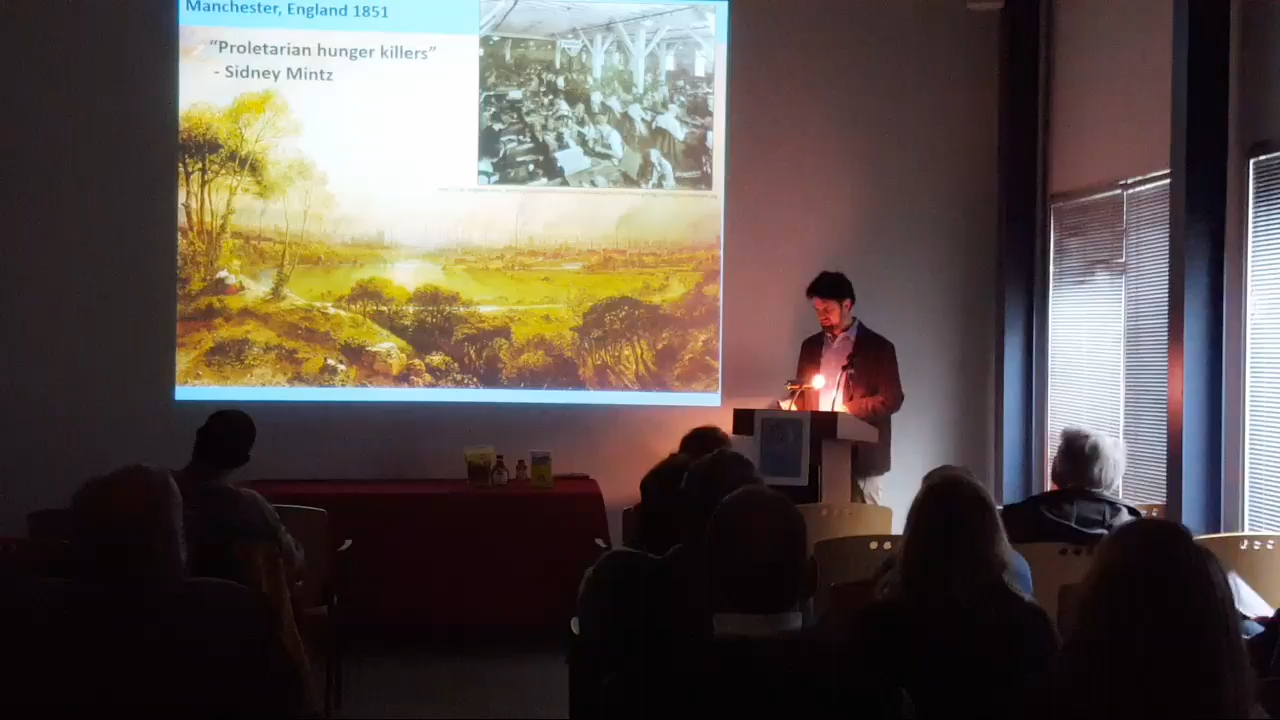 Manchester, England 1851
"Proletarian hunger killers"
- Sidney Mintz